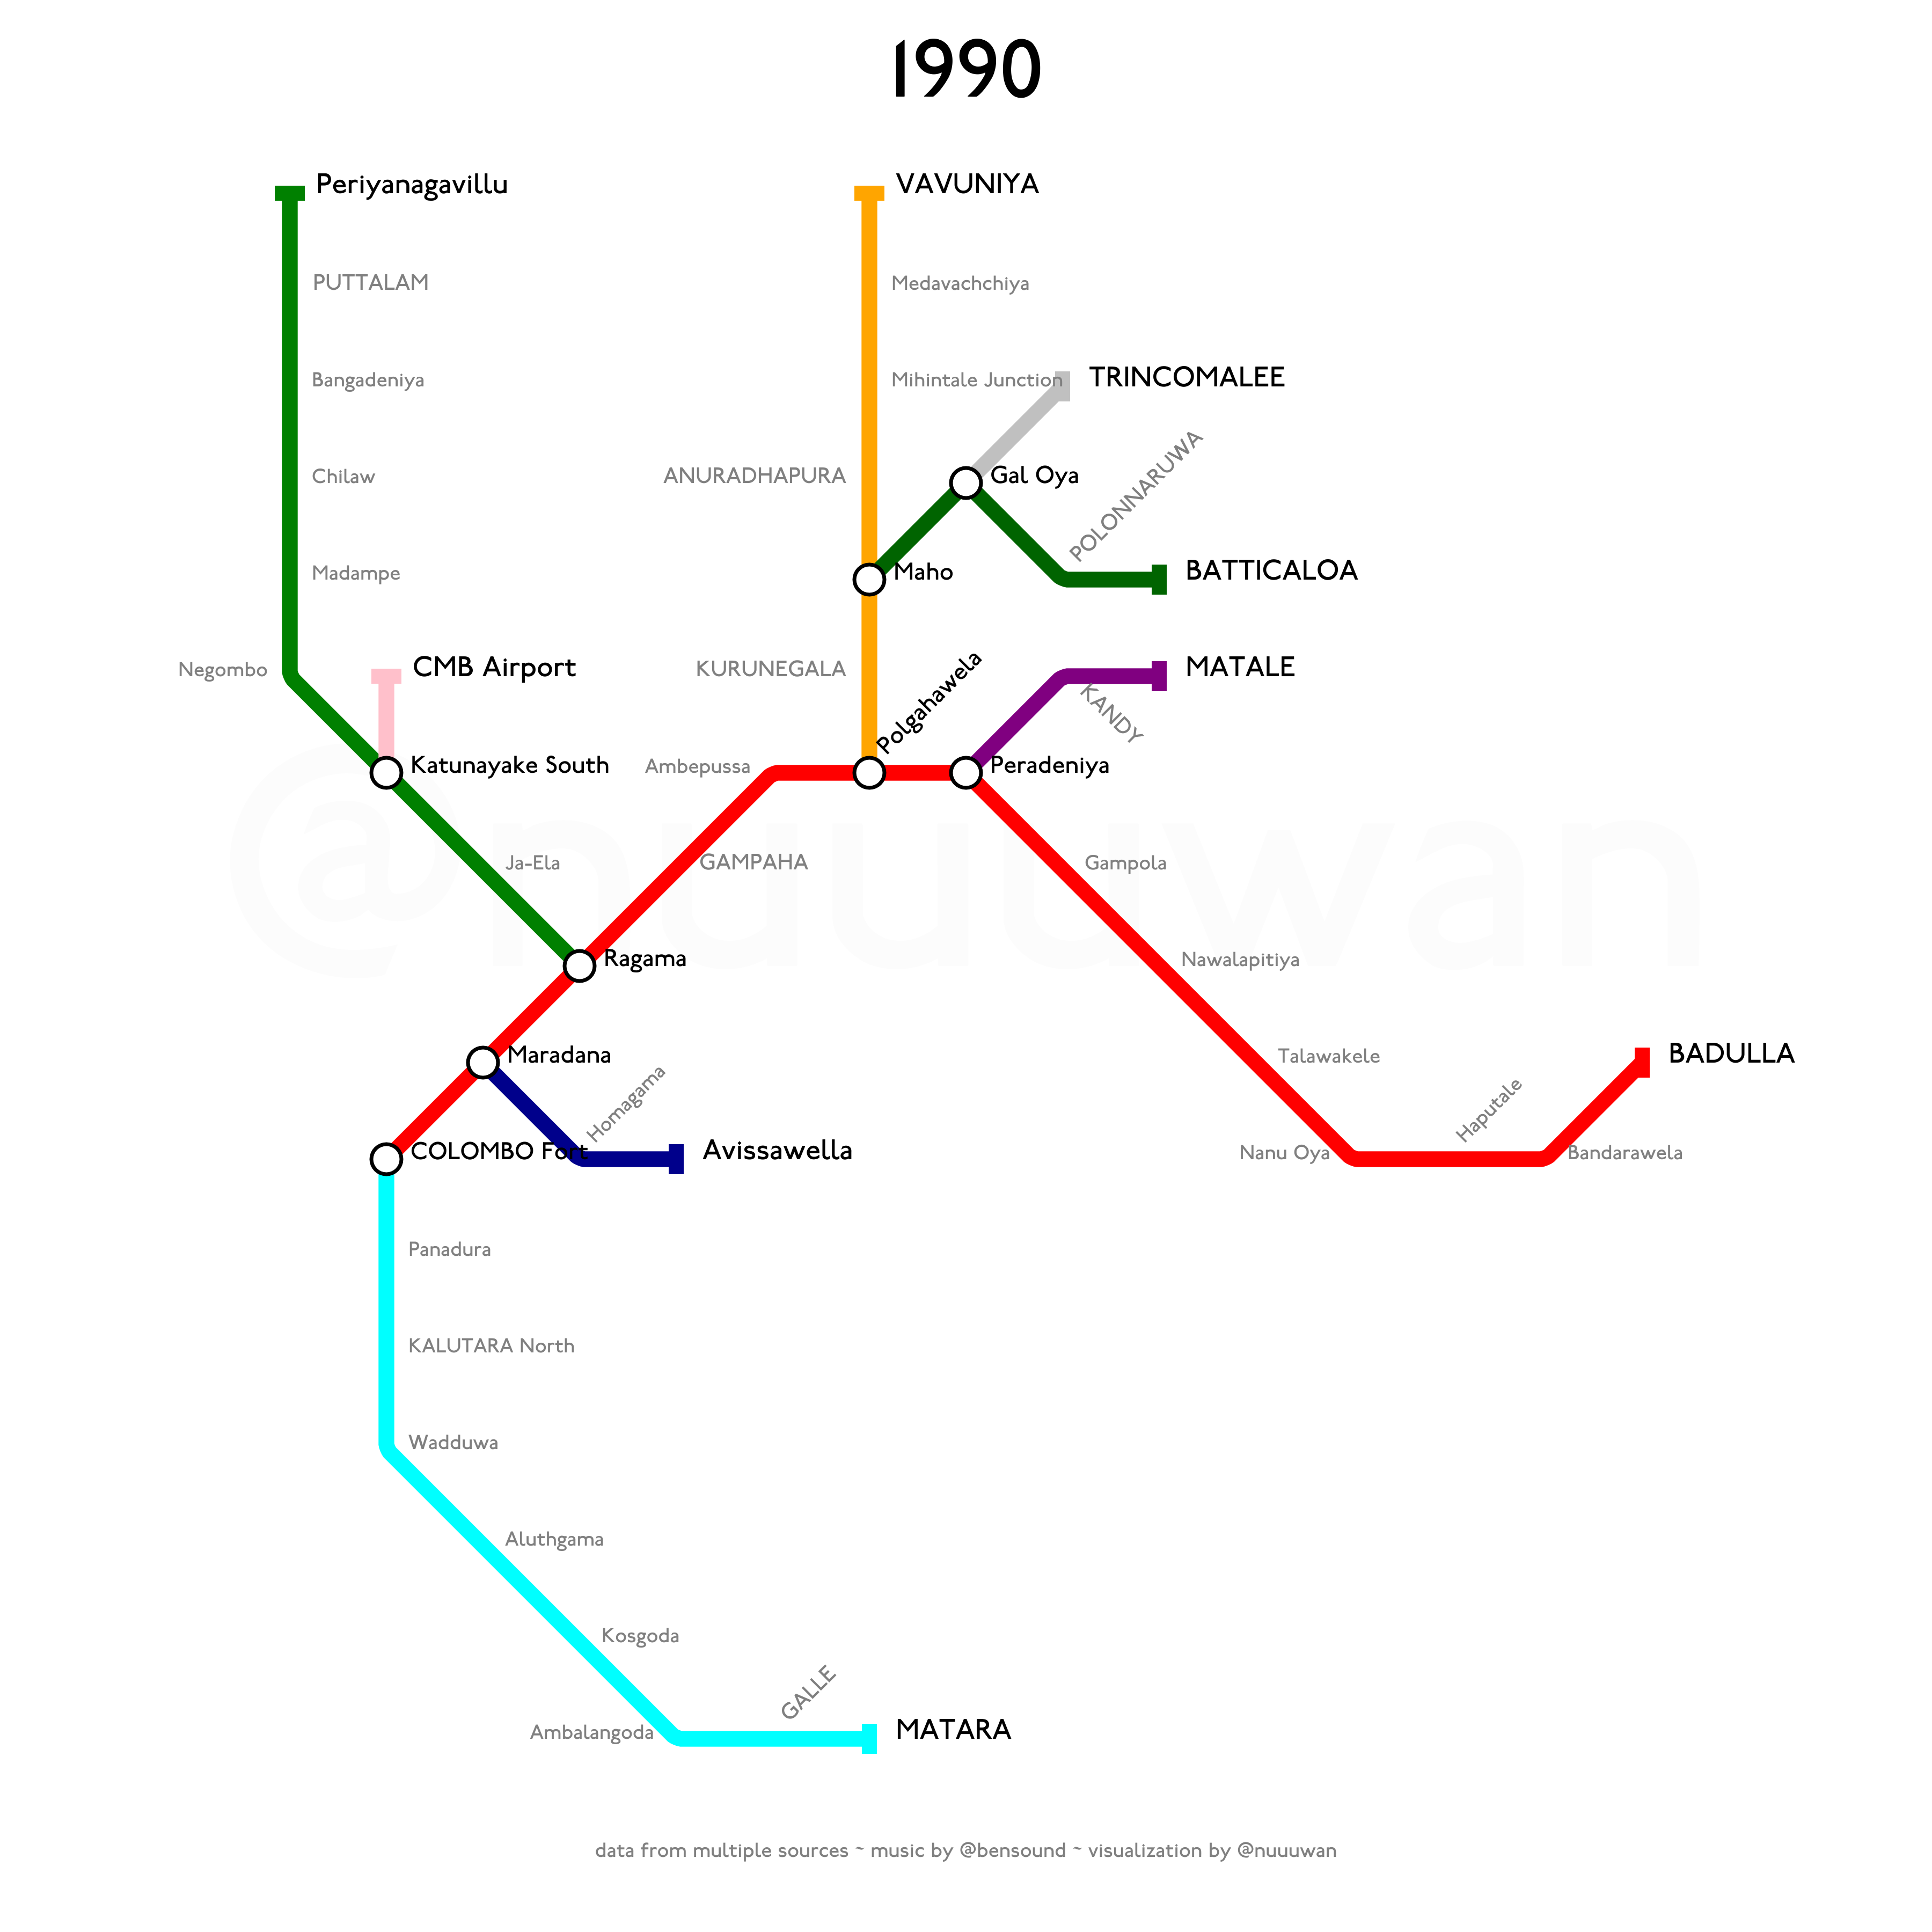 1990
Periyanagavillu
VAVUNIYA
PUTTALAM
Medavachchiya
Bangadeniya
Mihintale Junction
TRINCOMALEE
Chilaw
ANURADHAPURA
Gal Oya
POLONNARUWA
Madampe
Maho
BATTICALOA
Negombo
CMB Airport
KURUNEGALA
Polgahawela
MATALE
KANDY
Katunayake South
Ambepussa
Peradeniya
Ja-Ela
GAMPAHA
Gampola
@nuuuwan
Ragama
Nawalapitiya
Maradana
Homagama
Talawakele
Haputale
BADULLA
COLOMBO Fort
Avissawella
Nanu Oya
Bandarawela
Panadura
KALUTARA North
Wadduwa
Aluthgama
Kosgoda
GALLE
Ambalangoda
MATARA
data from multiple sources ~ music by @bensound ~ visualization by @nuuuwan